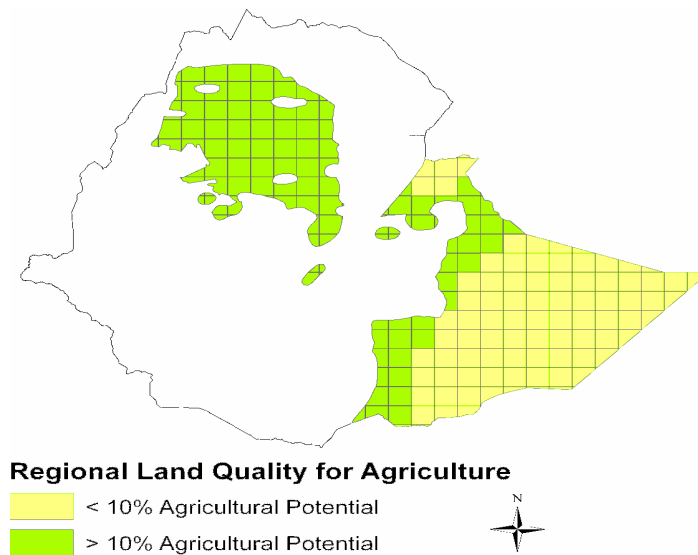 Regional Land Quality for Agriculture
< 10% Agricultural Potential
N
> 10% Agricultural Potential